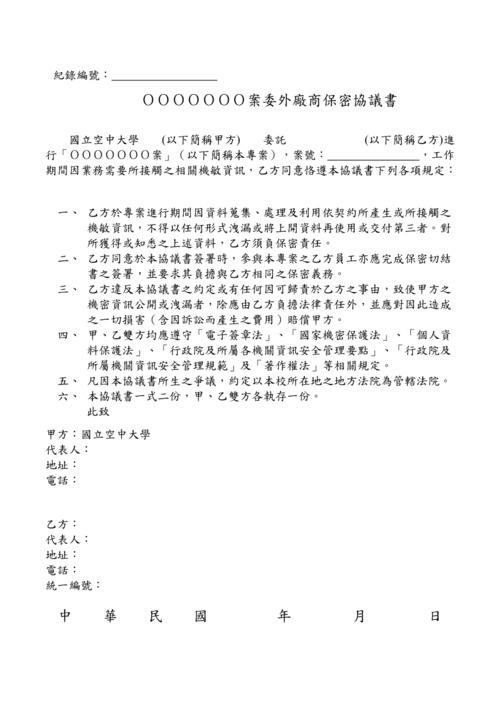 紀錄編號：__________________
ＯＯＯＯＯＯＯ案委外廠商保密協議書
國立空中大學　(以下簡稱甲方)　委託　　　　　　　(以下簡稱乙方)進
行「ＯＯＯＯＯＯＯ案」（以下簡稱本專案），案號：________________，工作
期間因業務需要所接觸之相關機敏資訊，乙方同意恪遵本協議書下列各項規定：
一、 乙方於專案進行期間因資料蒐集、處理及利用依契約所產生或所接觸之
機敏資訊，不得以任何形式洩漏或將上開資料再使用或交付第三者。對
所獲得或知悉之上述資料，乙方須負保密責任。
二、 乙方同意於本協議書簽署時，參與本專案之乙方員工亦應完成保密切結
書之簽署，並要求其負擔與乙方相同之保密義務。
三、 乙方違反本協議書之約定或有任何因可歸責於乙方之事由，致使甲方之
機密資訊公開或洩漏者，除應由乙方負擔法律責任外，並應對因此造成
之一切損害（含因訴訟而產生之費用）賠償甲方。
四、 甲、乙雙方均應遵守「電子簽章法」、「國家機密保護法」、「個人資
料保護法」、「行政院及所屬各機關資訊安全管理要點」、「行政院及
所屬機關資訊安全管理規範」及「著作權法」等相關規定。
五、 凡因本協議書所生之爭議，約定以本校所在地之地方法院為管轄法院。
六、 本協議書一式二份，甲、乙雙方各執存一份。
此致
甲方：國立空中大學
代表人：
地址：
電話：
乙方：
代表人：
地址：
電話：
統一編號：
中　華　民　國　　　年　　月　　日